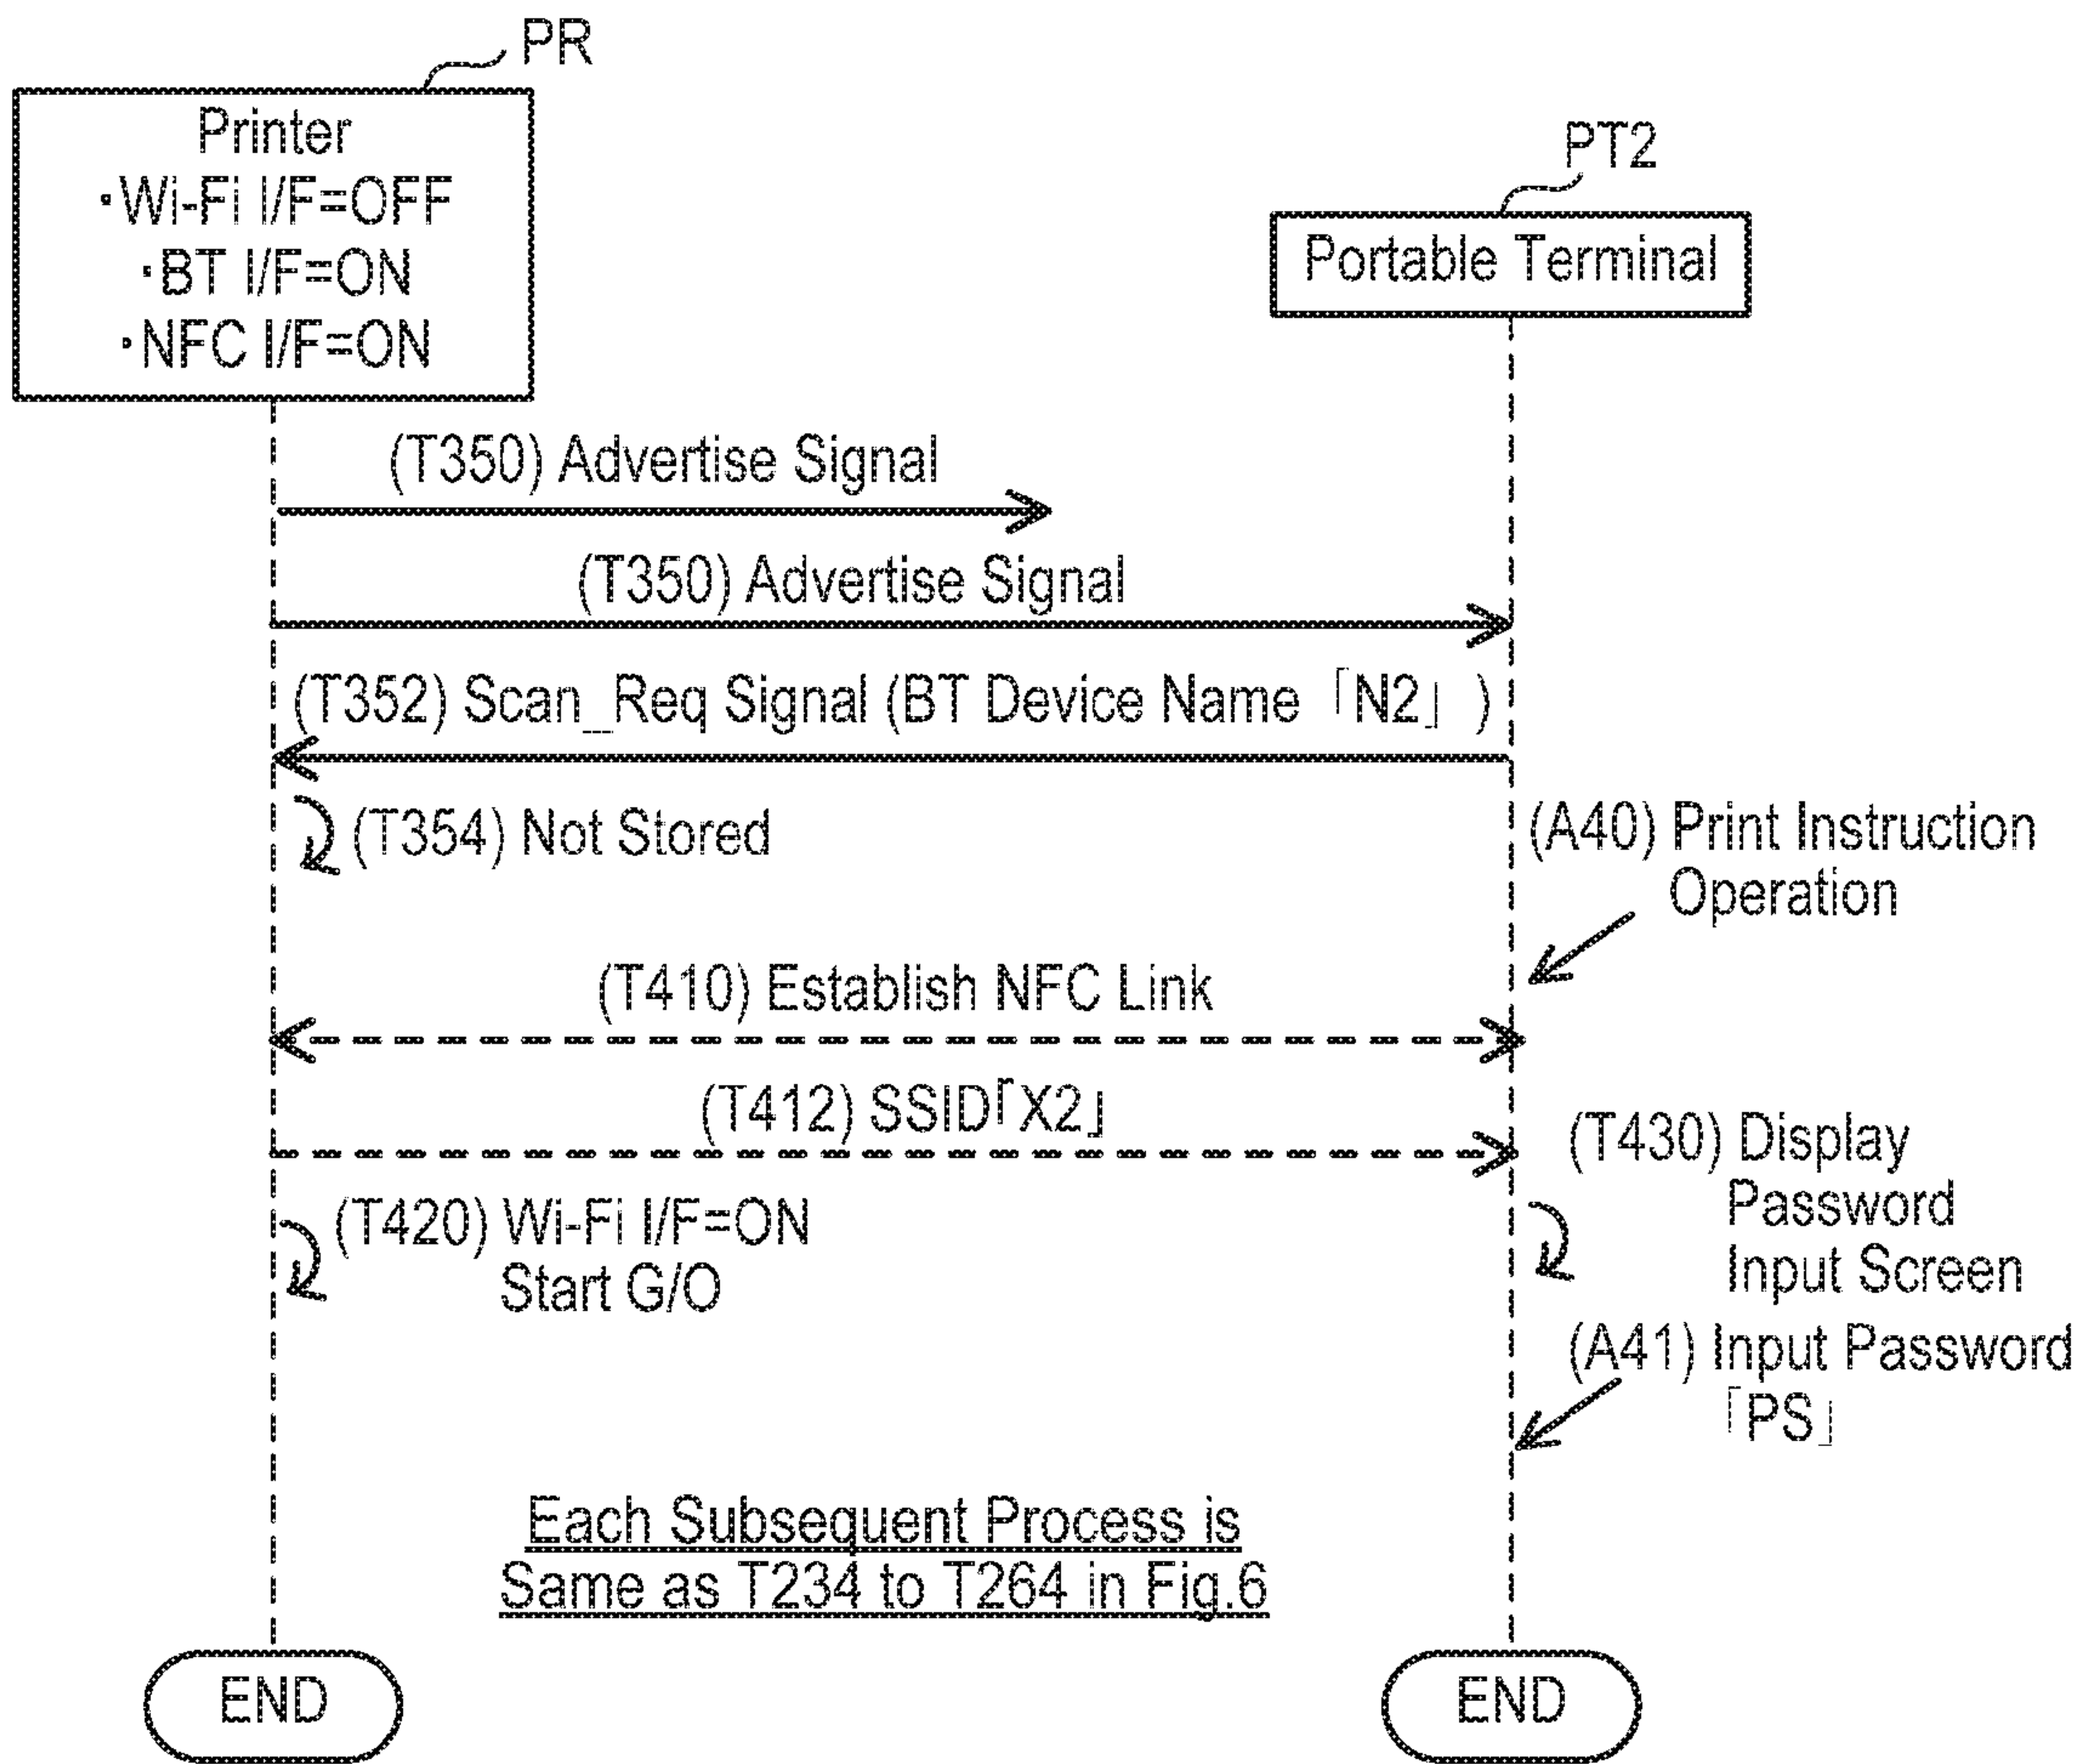 PR
Printer
・Wi-Fi I/F=OFF
・BT I/F=ON
・NFC I/F=ON
PT2
Portable Terminal
(T350) Advertise Signal
(T350) Advertise Signal
(T352) Scan_Req Signal (BT Device Name「N2」)
(T354) Not Stored
(A40) Print Instruction
Operation
(T410) Establish NFC Link
(T412) SSID「X2」
(T430) Display
Password
Input Screen
(T420) Wi-Fi I/F=ON
Start G/O
(A41) Input Password
「PS」
Each Subsequent Process is
Same as T234 to T264 in Fig.6
END
END